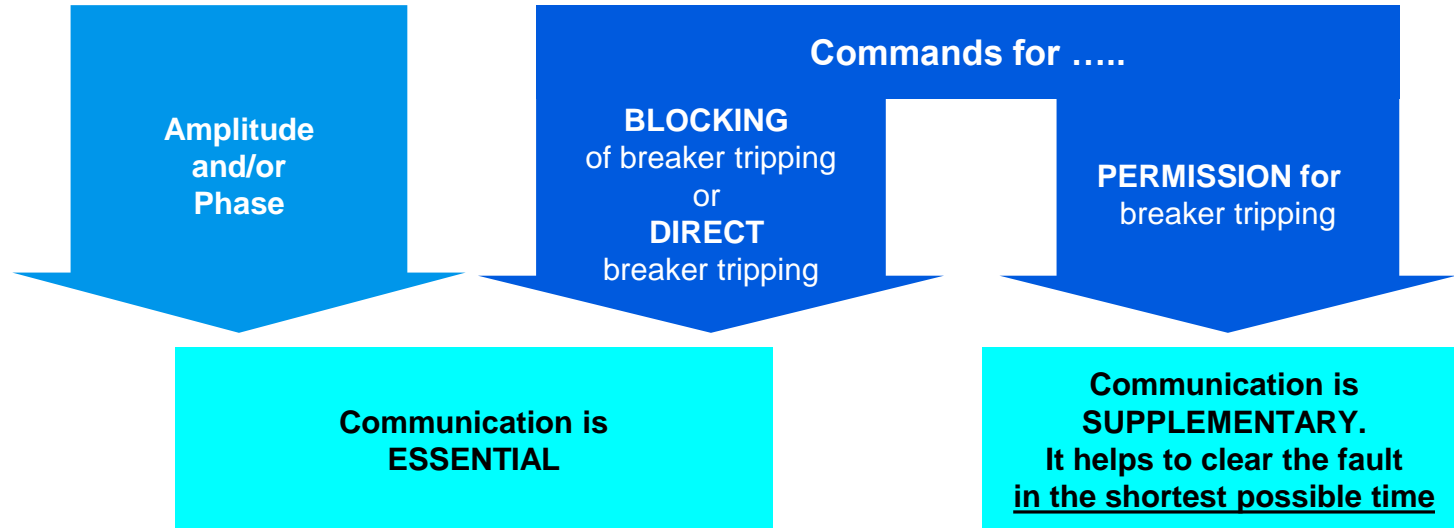 Commands for …..
Amplitude
and/or
Phase
BLOCKING
of breaker tripping
or
DIRECT
breaker tripping
PERMISSION for
breaker tripping
Communication is
ESSENTIAL
Communication is
SUPPLEMENTARY.
It helps to clear the fault
in the shortest possible time